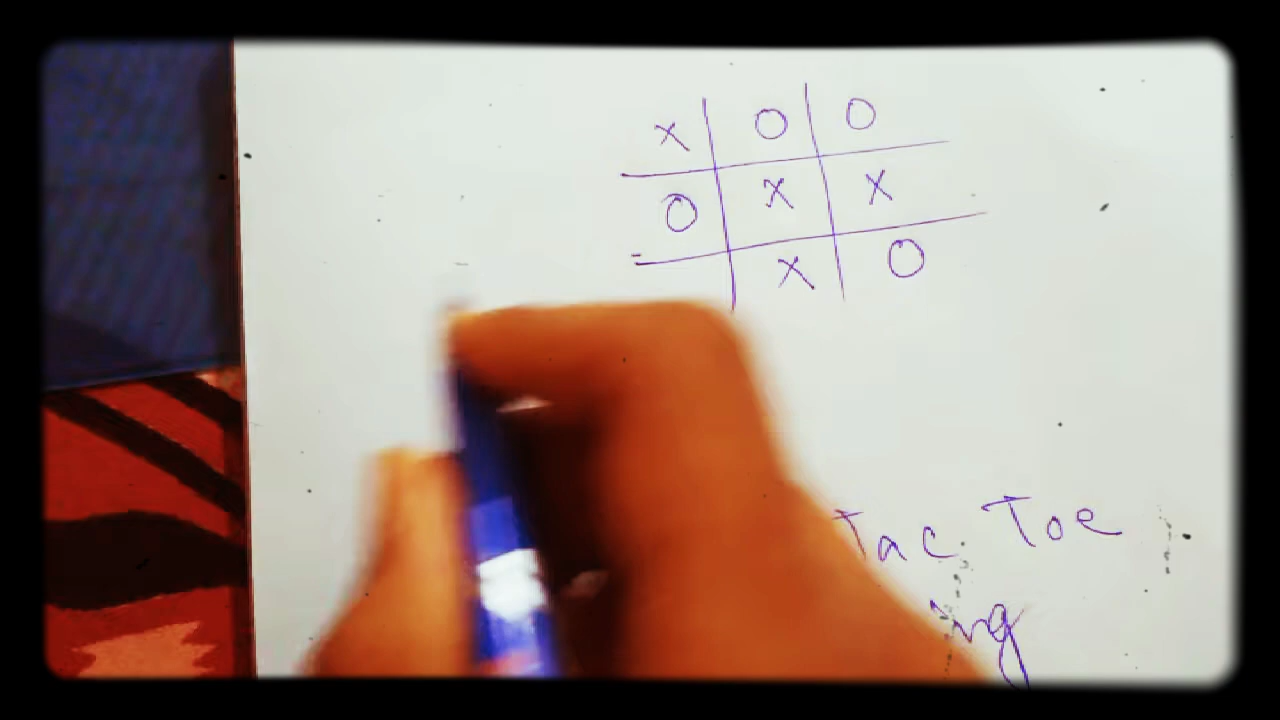 X O O
O X X
X O
Tac Toe